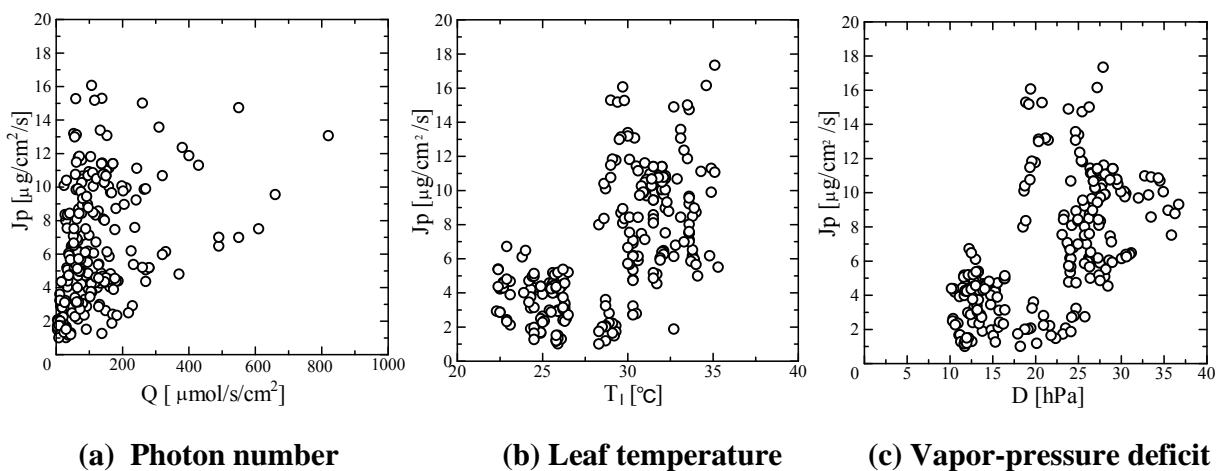 20
18
16
14
12
10
8
6
4
2
0 200 400 600 800 1000
Jp [μg/cm²/s]
Q [ μmol/s/cm²]
(a) Photon number
20
18
16
14
12
10
8
6
4
2
0
20 25 30 35 40
Jp [μg/cm² /s]
T l [℃]
(b) Leaf temperature
20
18
16
14
12
10
8
6
4
2
0
5 10 15 20 25 30 35 40
Jp [μg/cm² /s]
D [hPa]
(c) Vapor-pressure deficit